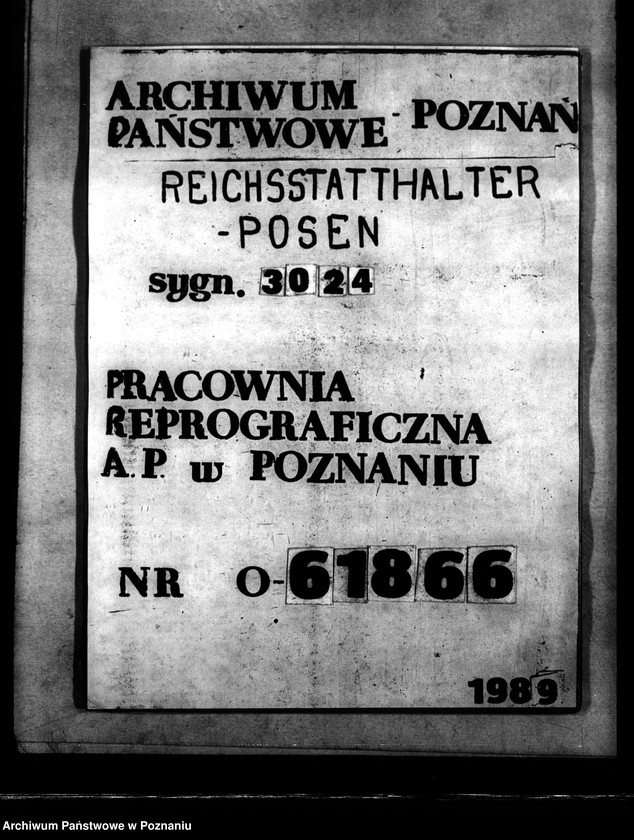 ARCHIWUM
PAŃSTWOWE - POZNAŃ
REICHSSTATTHALTER
-POSEN
sygn. 3024
PRACOWNIA
REPROGRAFICZNA
A.P. w POZNANIU
NR O-61866
1989
Archiwum Państwowe w Poznaniu